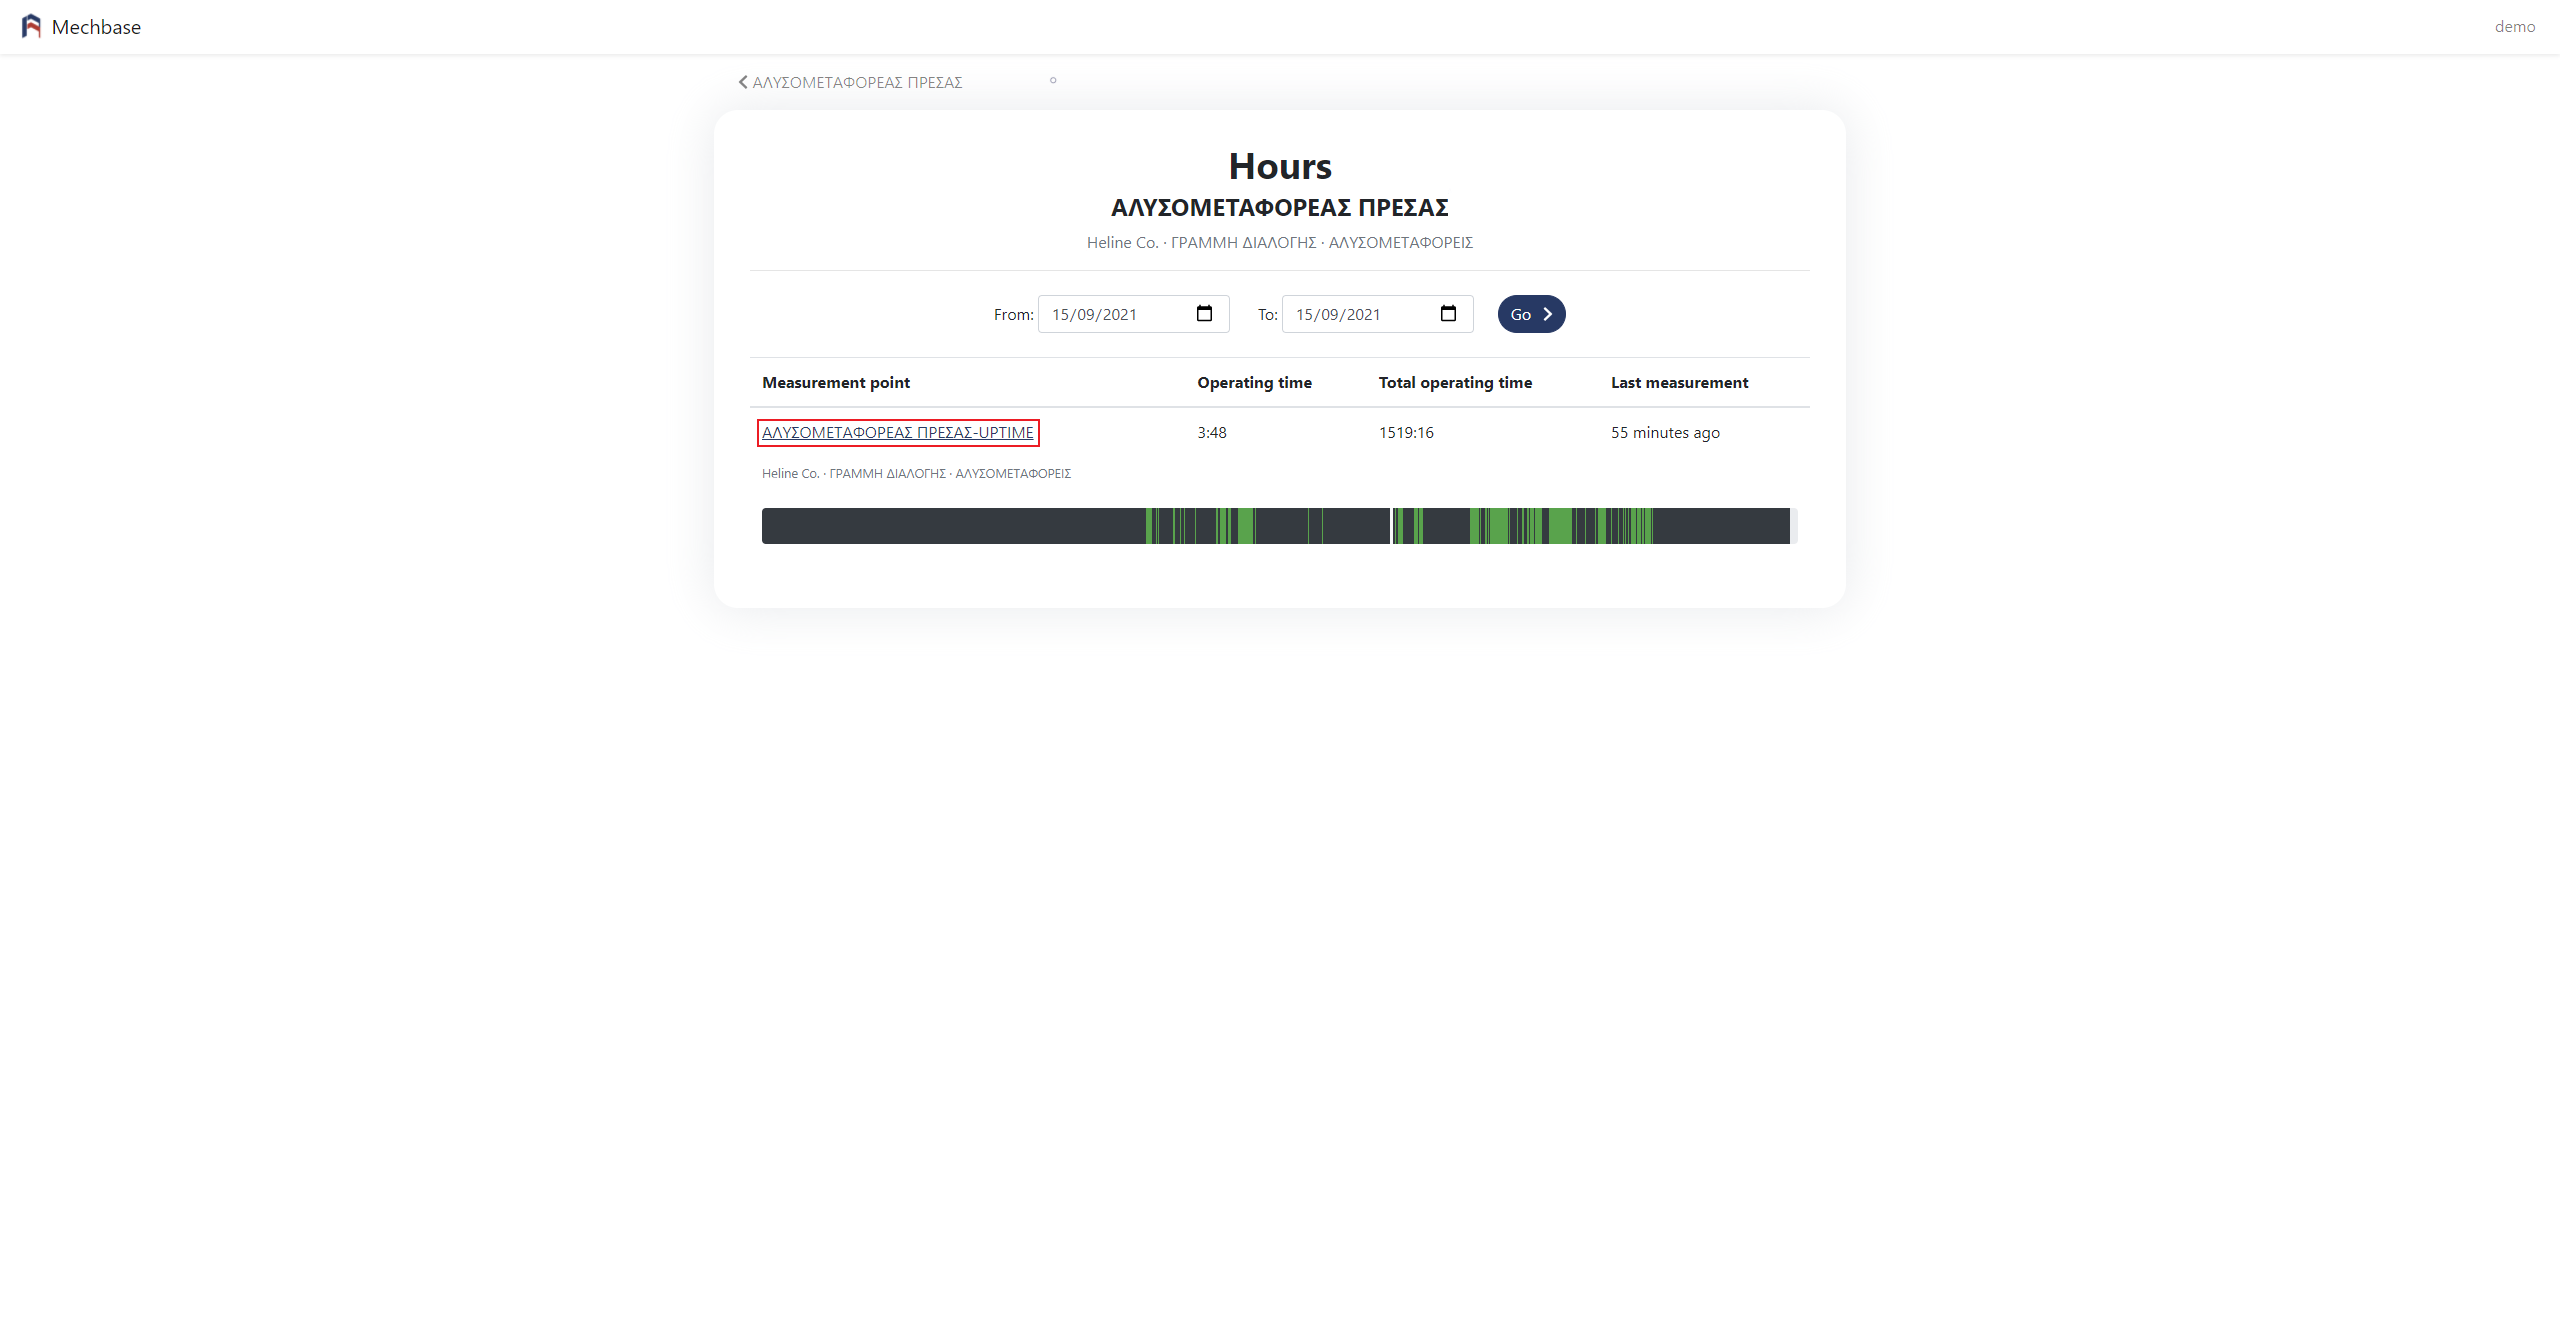 Mechbase
demo
ΑΛΥΣΟΜΕΤΑΦΟΡΕΑΣ ΠΡΕΣΑΣ
Hours
ΑΛΥΣΟΜΕΤΑΦΟΡΕΑΣ ΠΡΕΣΑΣ
Heline Co. · ΓΡΑΜΜΗ ΔΙΑΛΟΓΗΣ · ΑΛΥΣΟΜΕΤΑΦΟΡΕΙΣ
From: 15/09/2021 To: 15/09/2021 Go
Measurement point Operating time Total operating time Last measurement
ΑΛΥΣΟΜΕΤΑΦΟΡΕΑΣ ΠΡΕΣΑΣ-UPTIME 3:48 1519:16 55 minutes ago
Heline Co. · ΓΡΑΜΜΗ ΔΙΑΛΟΓΗΣ · ΑΛΥΣΟΜΕΤΑΦΟΡΕΙΣ